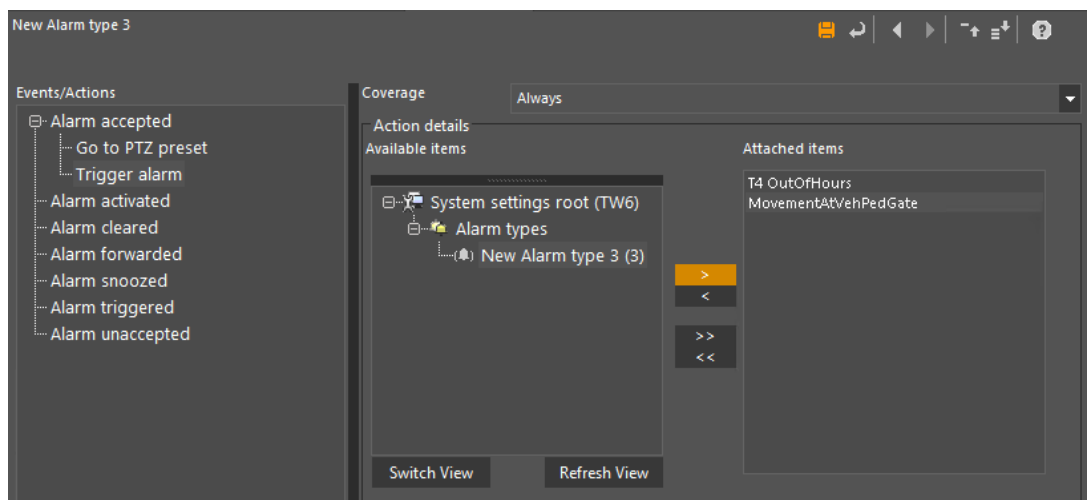 New Alarm type 3
Events/Actions
Alarm accepted
Go to PTZ preset
Trigger alarm
Alarm activated
Alarm cleared
Alarm forwarded
Alarm snoozed
Alarm triggered
Alarm unaccepted
Coverage
Always
Action details
Available items
System settings root (TW6)
Alarm types
New Alarm type 3 (3)
Switch View
Refresh View
>
<
>>
<<
Attached items
T4 OutOfHours
MovementAtVehPedGate